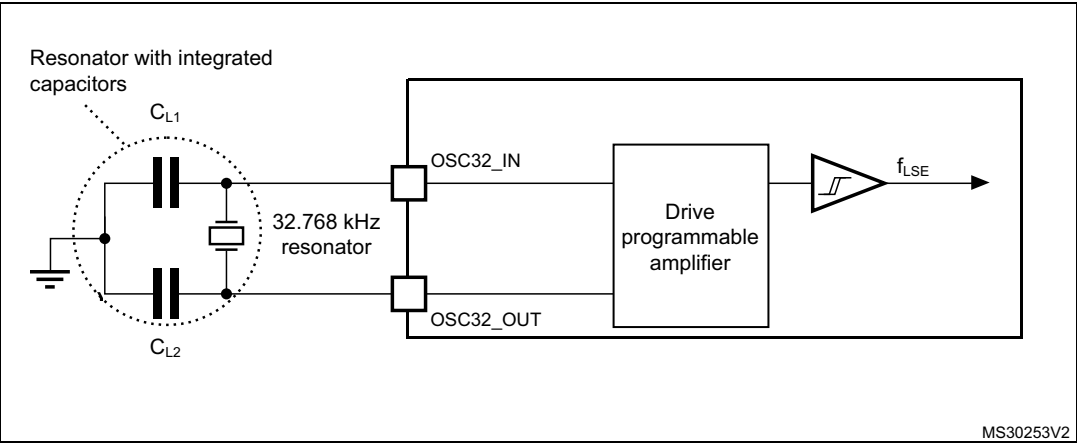 Resonator with integrated
capacitors
CL1
OSC32_IN
fLSE
32.768 kHz
resonator
Drive
programmable
amplifier
OSC32_OUT
CL2
MS30253V2